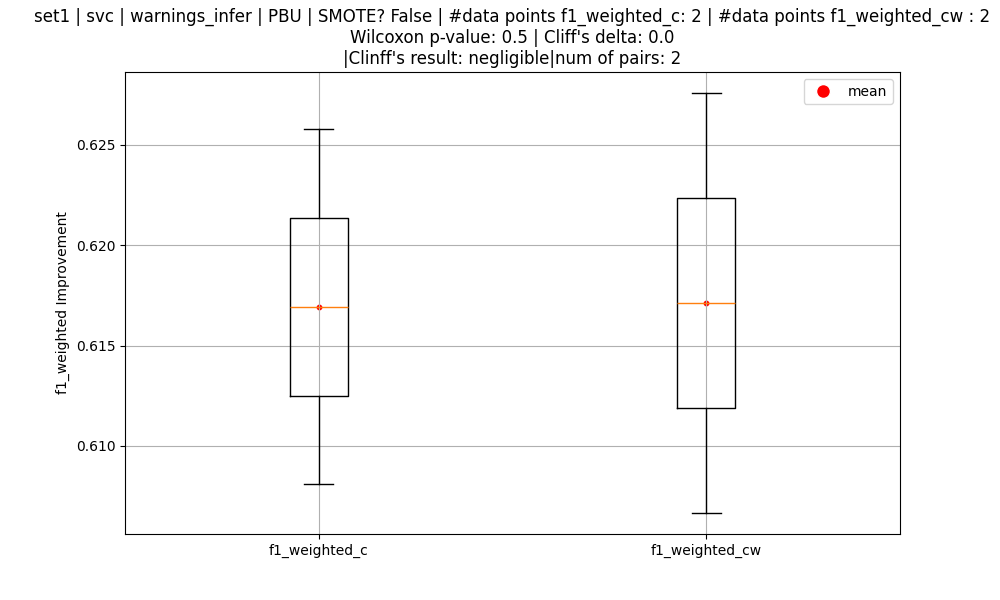 set1 | svc | warnings_infer | PBU | SMOTE? False | #data points f1_weighted_c: 2 | #data points f1_weighted_cw : 2
Wilcoxon p-value: 0.5 | Cliff's delta: 0.0
|Clinff's result: negligible|num of pairs: 2
mean
0.625
0.620
0.615
0.610
f1_weighted Improvement
f1_weighted_c
f1_weighted_cw